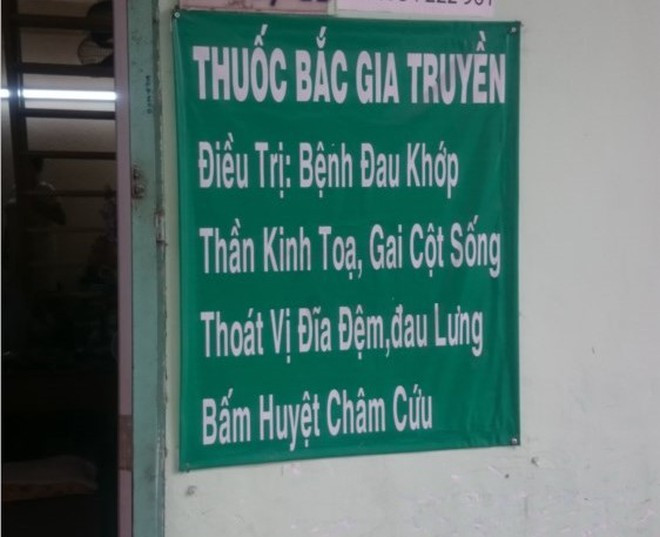 THUỐC BẮC GIA TRUYỀN
Điều Trị: Bệnh Đau Khớp
Thần Kinh Toạ, Gai Cột Sống
Thoát Vị Đĩa Đệm,đau Lưng
Bấm Huyệt Châm Cứu